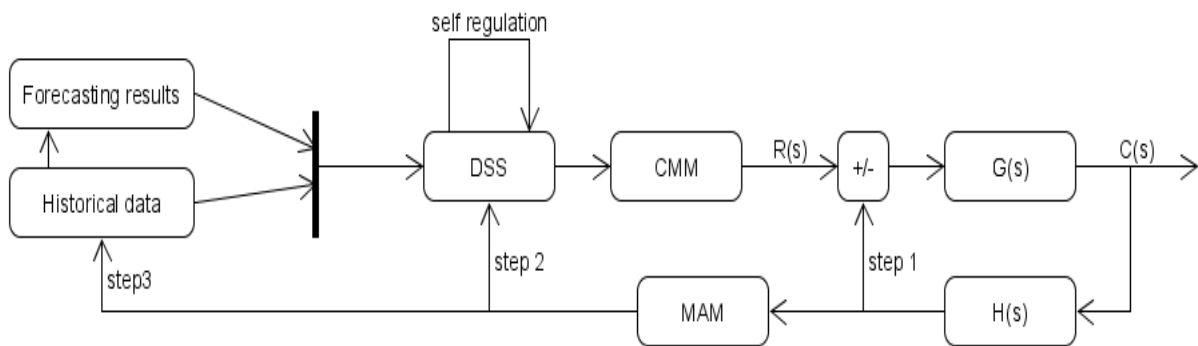 self regulation
Forecasting results
Historical data
DSS
CMM
R(s)
+/-
G(s)
C(s)
step3
step 2
step 1
MAM
H(s)